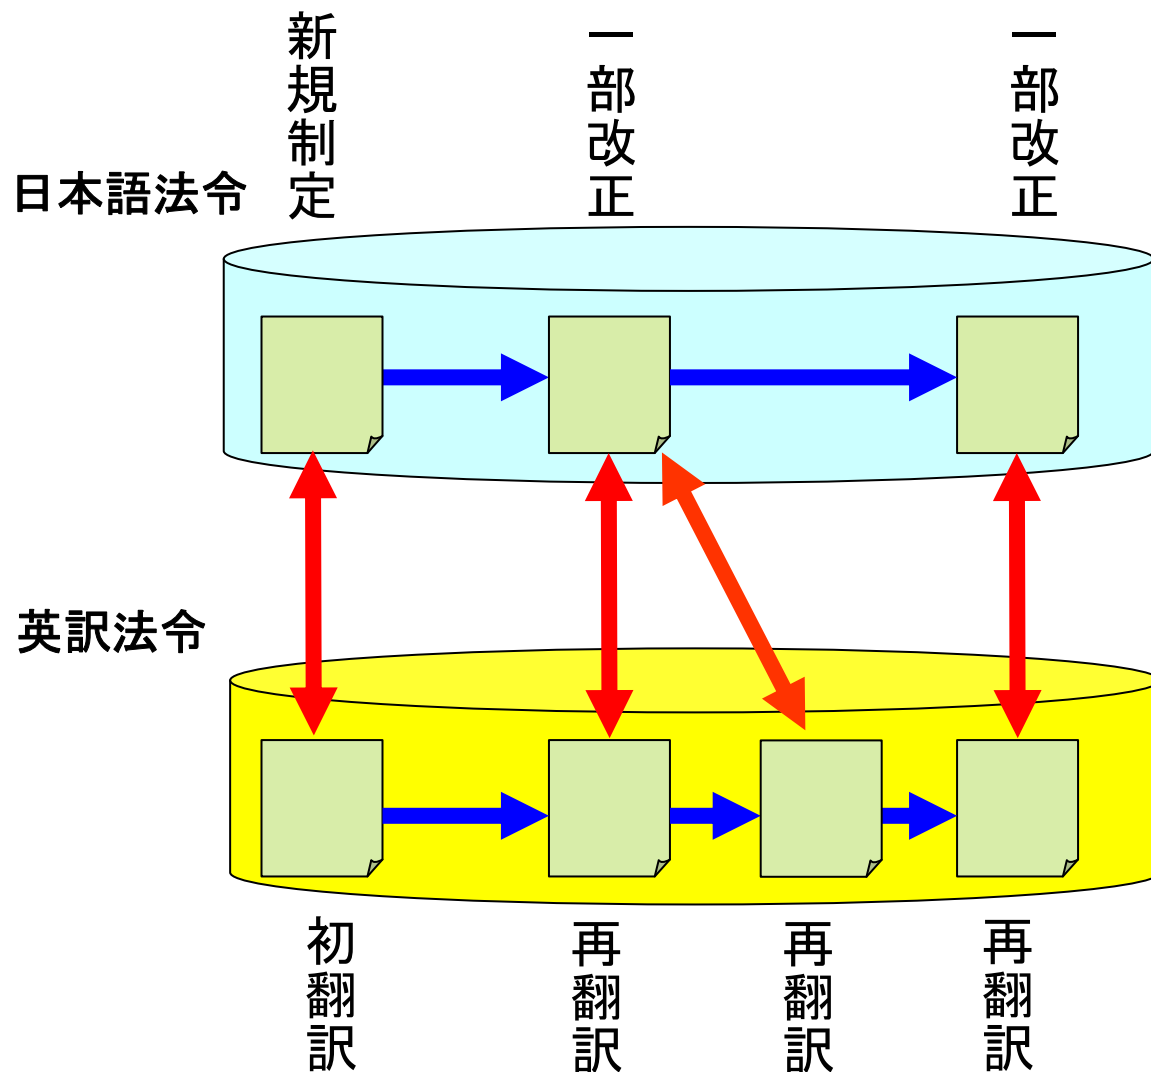 新規制定
一部改正
一部改正
日本語法令
英訳法令
初翻訳
再翻訳
再翻訳
再翻訳